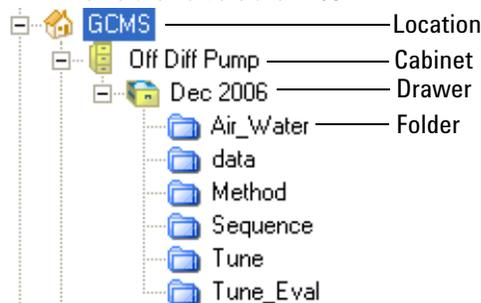 GCMS Location
Off Diff Pump Cabinet
Dec 2006 Drawer
Air_Water Folder
data
Method
Sequence
Tune
Tune_Eval